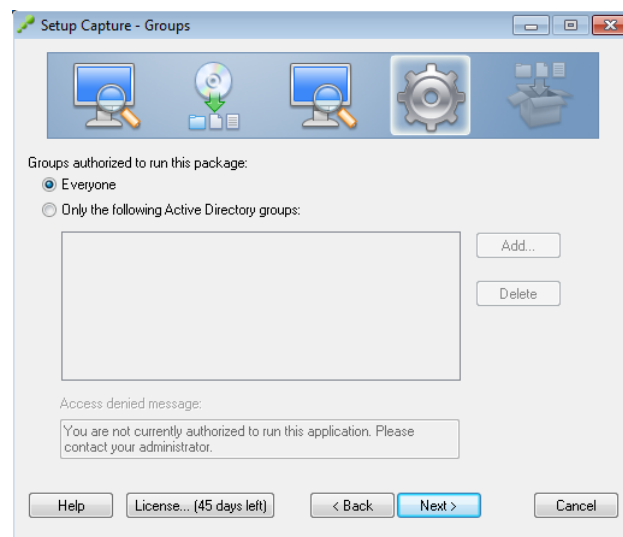 Setup Capture - Groups
Groups authorized to run this package:
Everyone
Only the following Active Directory groups:
Add...
Delete
Access denied message:
You are not currently authorized to run this application. Please
contact your administrator.
Help
License... (45 days left)
< Back
Next >
Cancel